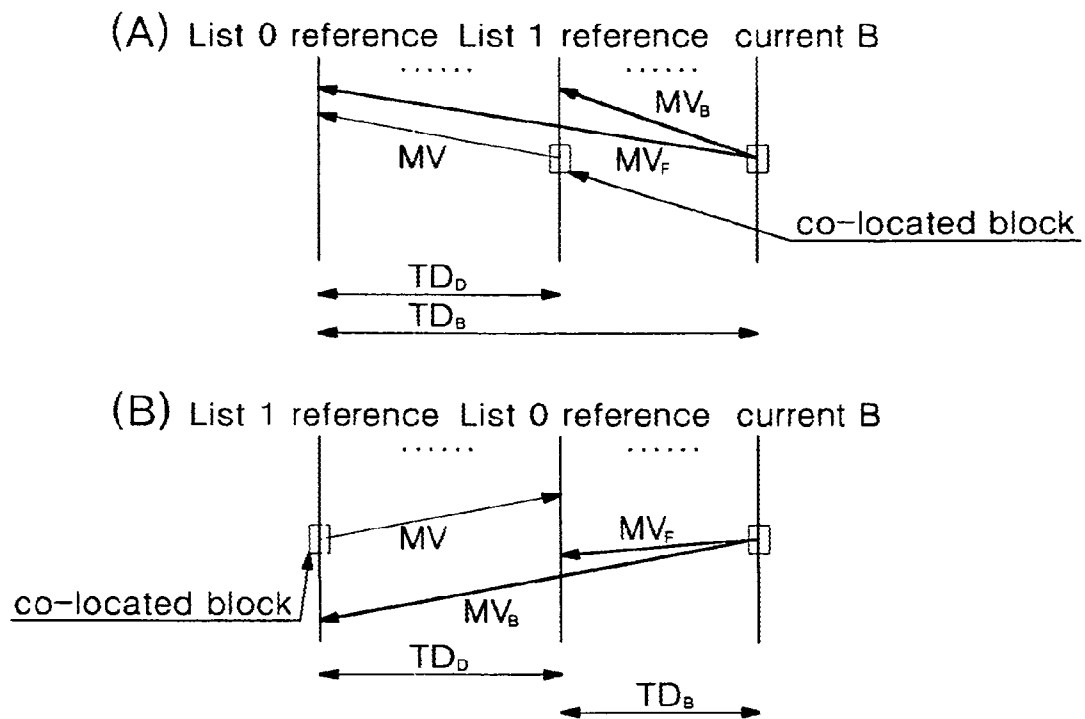 (A) List 0 reference List 1 reference current B
...... ......
MV_B
MV MV_F
co-located block
TD_D
TD_B
(B) List 1 reference List 0 reference current B
...... ......
MV MV_F
co-located block MV_B
TD_D
TD_B